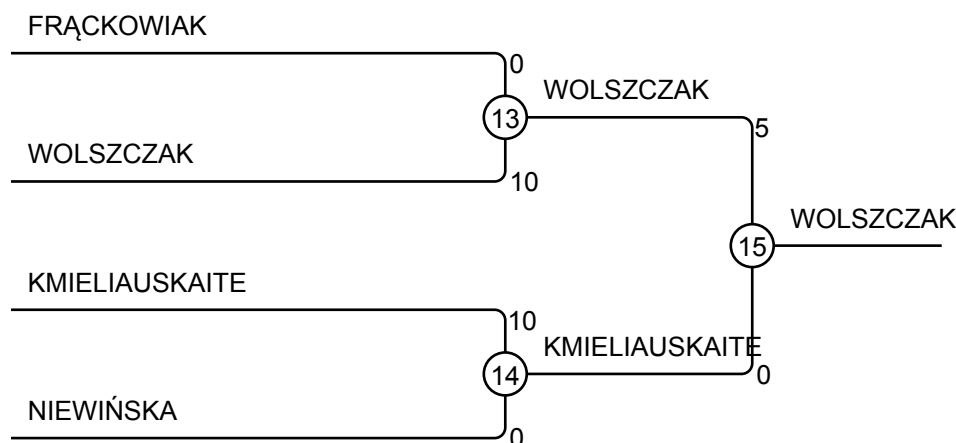 FRĄCKOWIAK
0
WOLSZCZAK
13
5
WOLSZCZAK
10
WOLSZCZAK
15
KMIELIAUSKAITE
10
KMIELIAUSKAITE
14
0
NIEWIŃSKA
0